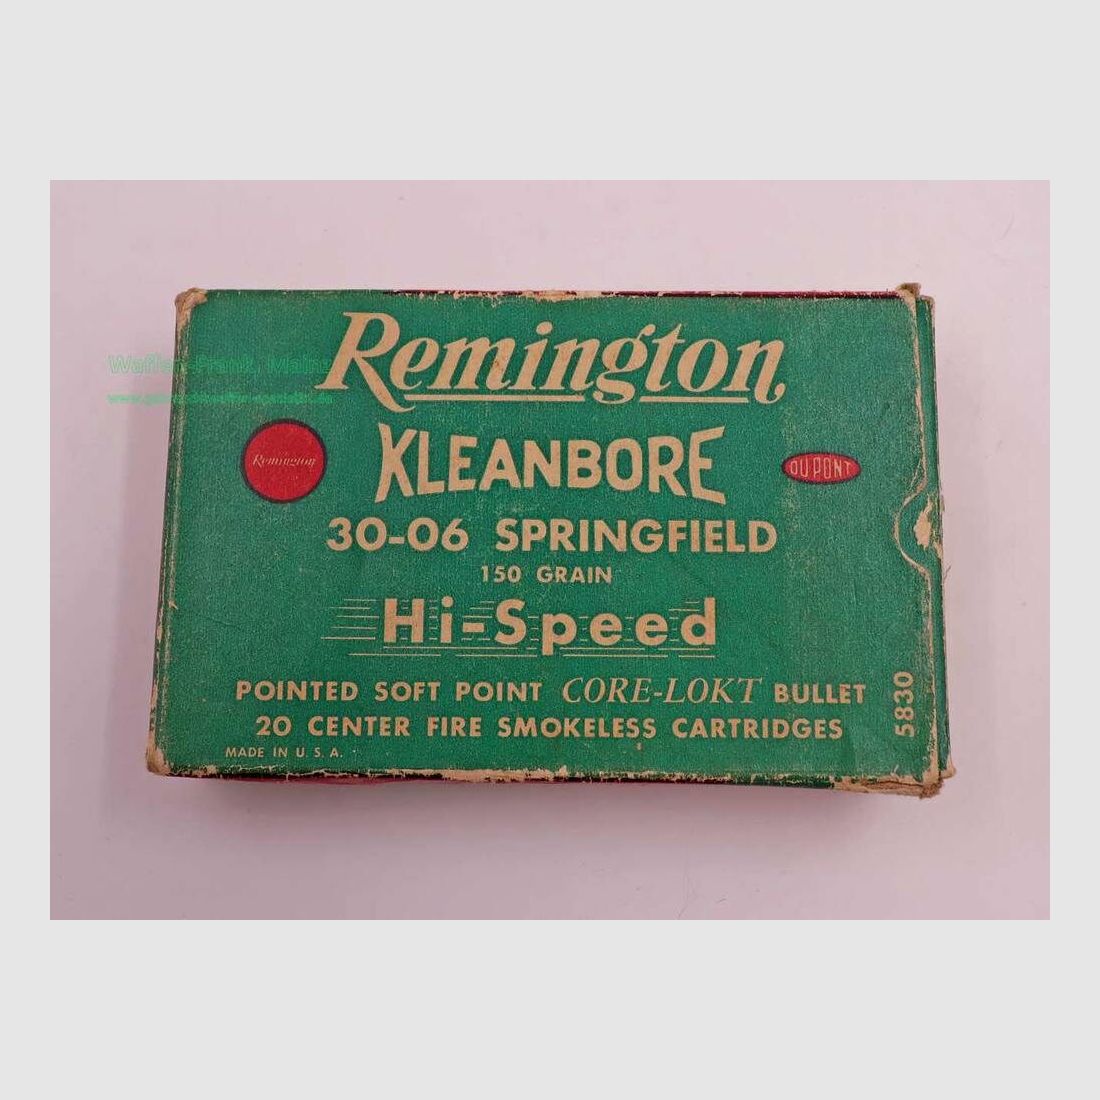 Remington
KLEANBORE
Remington
DU PONT
30-06 SPRINGFIELD
150 GRAIN
Hi-Speed
POINTED SOFT POINT CORE-LOKT BULLET
20 CENTER FIRE SMOKELESS CARTRIDGES
MADE IN U. S. A.
5830